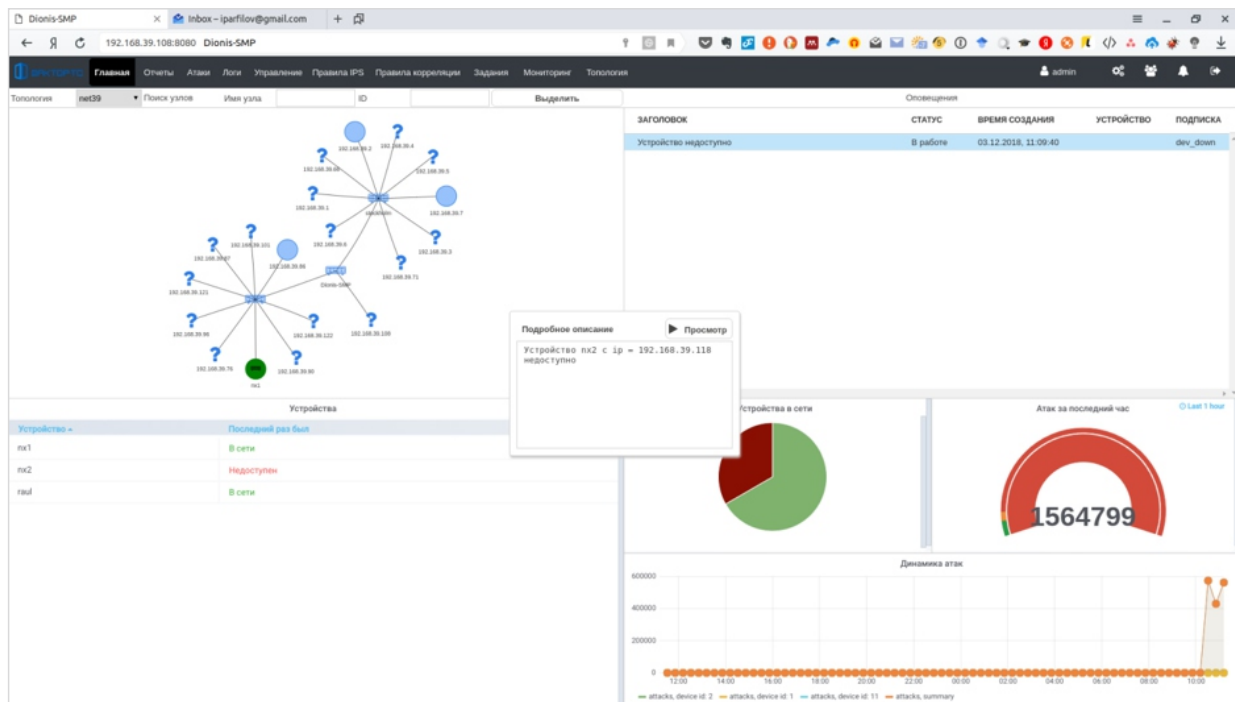 Dionis-SMP
Inbox – iparfilov@gmail.com
192.168.39.108:8080 Dionis-SMP
Главная Отчеты Атаки Логи Управление Правила IPS Правила корреляции Задания Мониторинг Топология
admin
Топология net39 Поиск узлов Имя узла ID Выделить
Оповещения
ЗАГОЛОВОК СТАТУС ВРЕМЯ СОЗДАНИЯ УСТРОЙСТВО ПОДПИСКА
Устройство недоступно В работе 03.12.2018, 11:09:40 dev_down
192.168.39.2
192.168.39.4
192.168.39.5
192.168.39.1
192.168.39.7
192.168.39.6
192.168.39.3
192.168.39.101
192.168.39.71
Dionis-SMP
192.168.39.121
192.168.39.122
192.168.39.76
192.168.39.90
nx1
Подробное описание Просмотр
Устройство nx2 с ip = 192.168.39.118
недоступно
Устройства
Устройство Последний раз был
nx1 В сети
nx2 Недоступен
raul В сети
Устройства в сети
Атак за последний час
Last 1 hour
1564799
Динамика атак
600000
400000
200000
0
12:00 14:00 16:00 18:00 20:00 22:00 00:00 02:00 04:00 06:00 08:00 10:00
attacks, device id: 2 attacks, device id: 1 attacks, device id: 11 attacks, summary